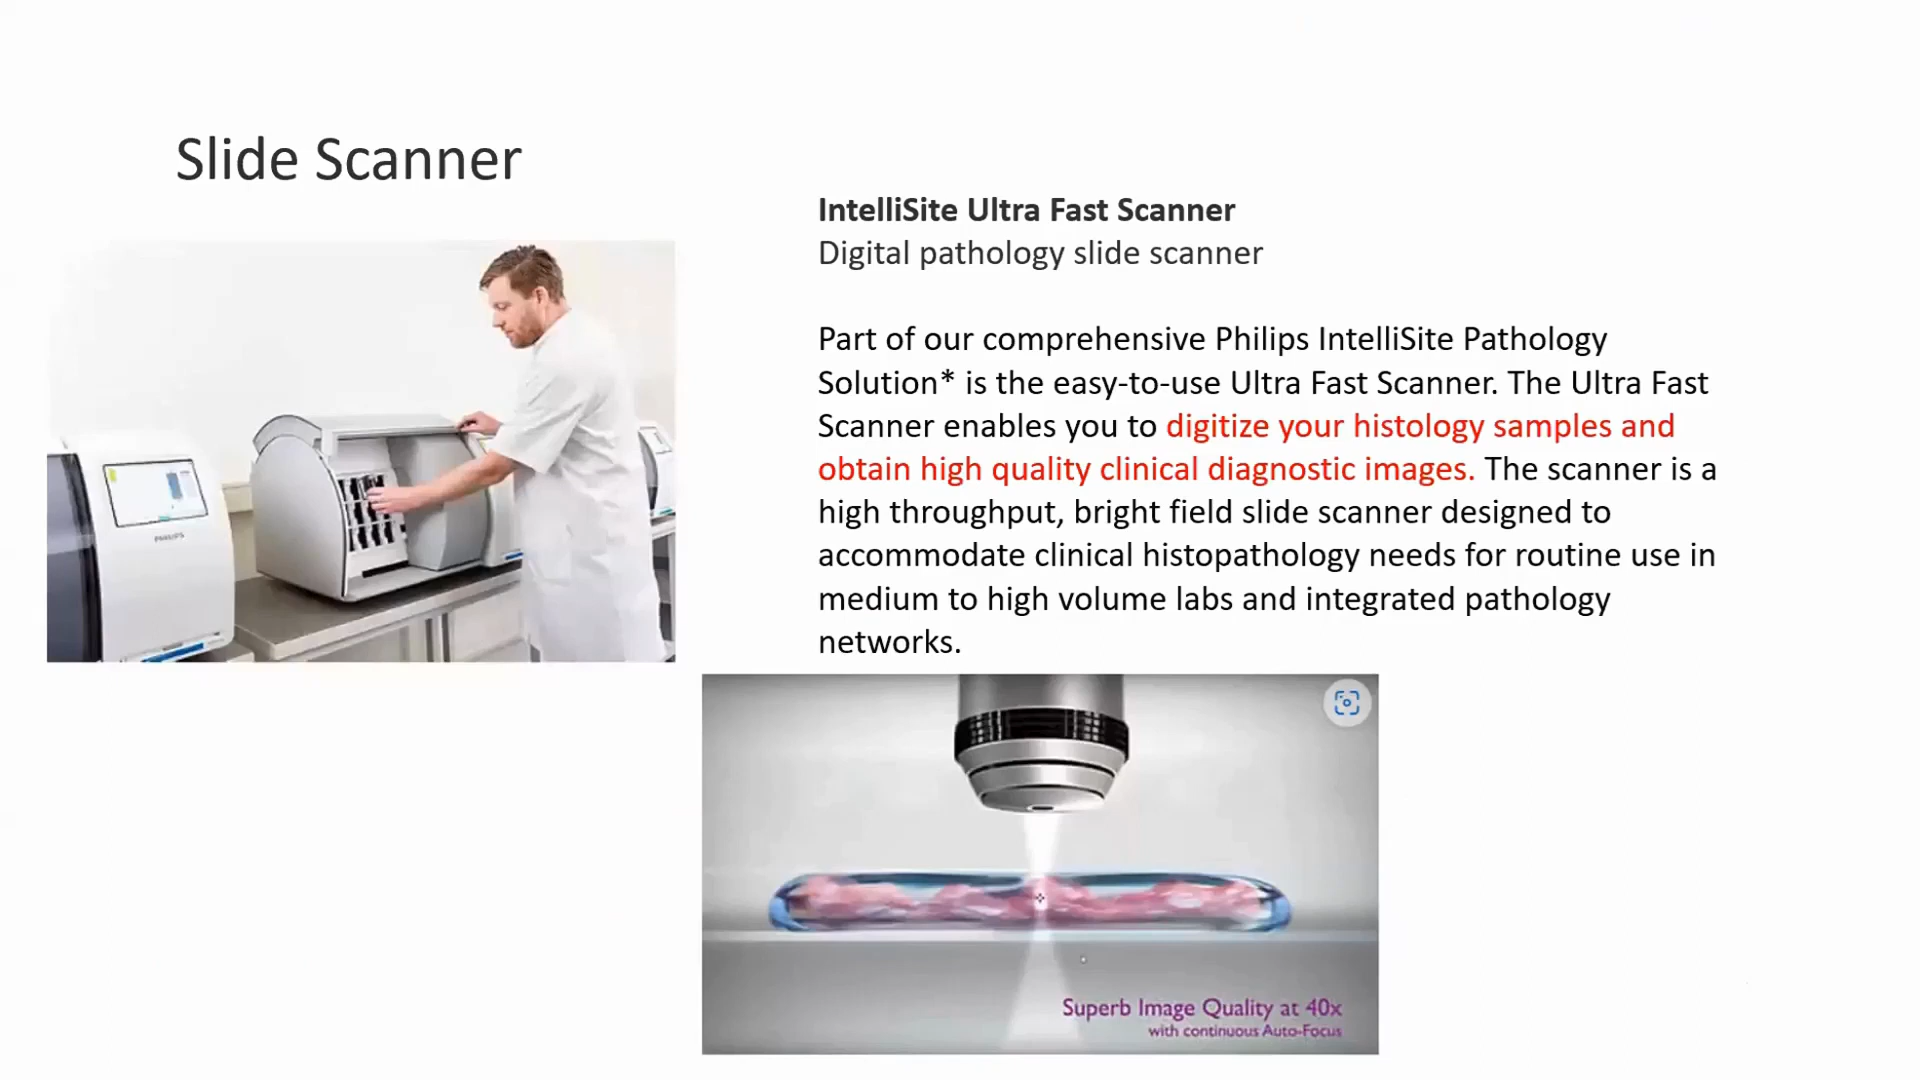 Slide Scanner
IntelliSite Ultra Fast Scanner
Digital pathology slide scanner
Part of our comprehensive Philips IntelliSite Pathology
Solution* is the easy-to-use Ultra Fast Scanner. The Ultra Fast
Scanner enables you to digitize your histology samples and
obtain high quality clinical diagnostic images. The scanner is a
high throughput, bright field slide scanner designed to
accommodate clinical histopathology needs for routine use in
medium to high volume labs and integrated pathology
networks.
PHILIPS
Superb Image Quality at 40x
with continuous Auto-Focus